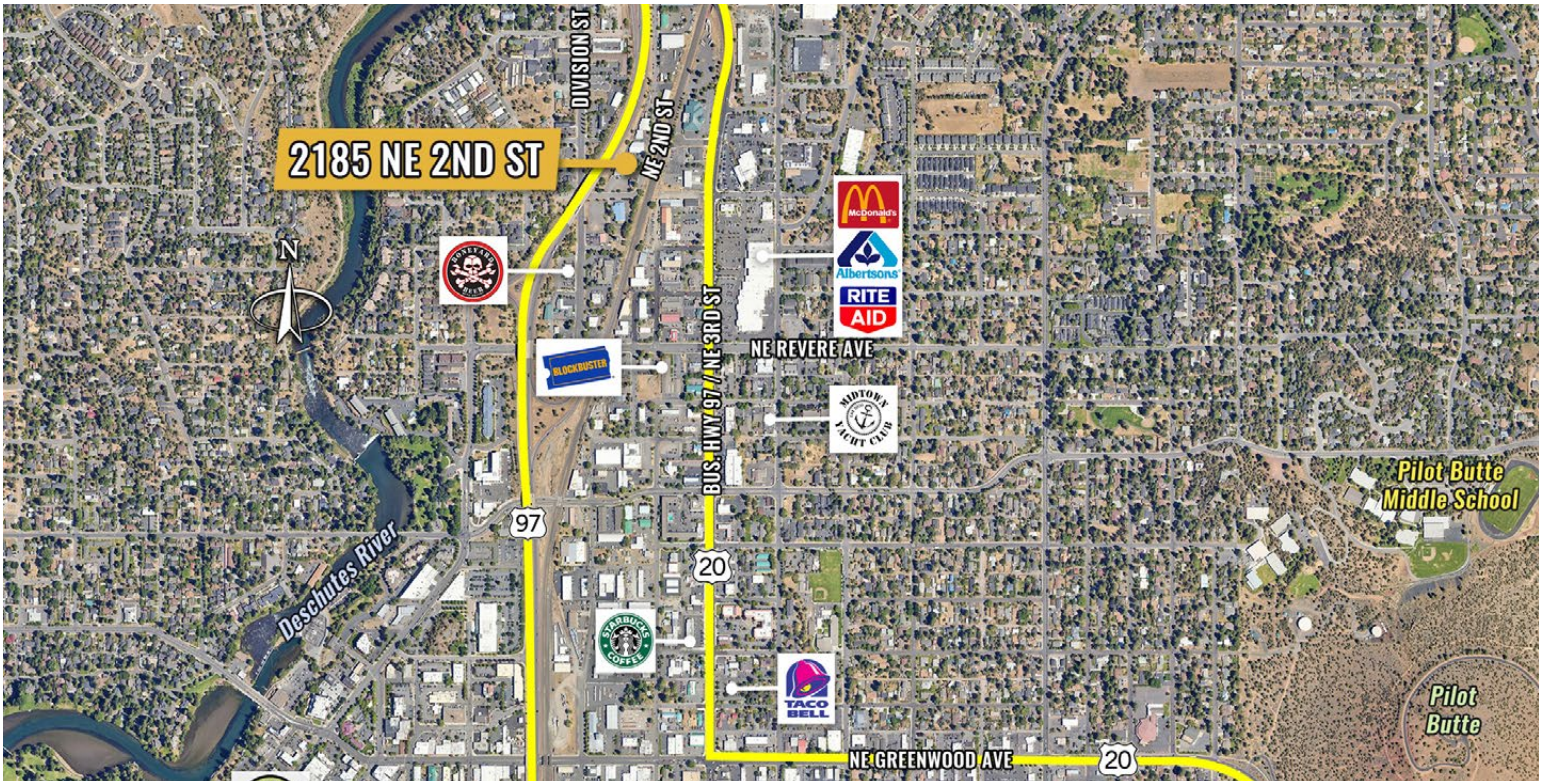 DIVISION ST
NE 2ND ST
2185 NE 2ND ST
N
McDonald's
Albertsons
RITE
AID
BONEYARD
BEER
BUS. HWY 97 / NE 3RD ST
NE REVERE AVE
BLOCKBUSTER
MIDTOWN
YACHT CLUB
Pilot Butte
Middle School
97
Deschutes River
20
STARBUCKS
COFFEE
TACO
BELL
Pilot
Butte
NE GREENWOOD AVE
20